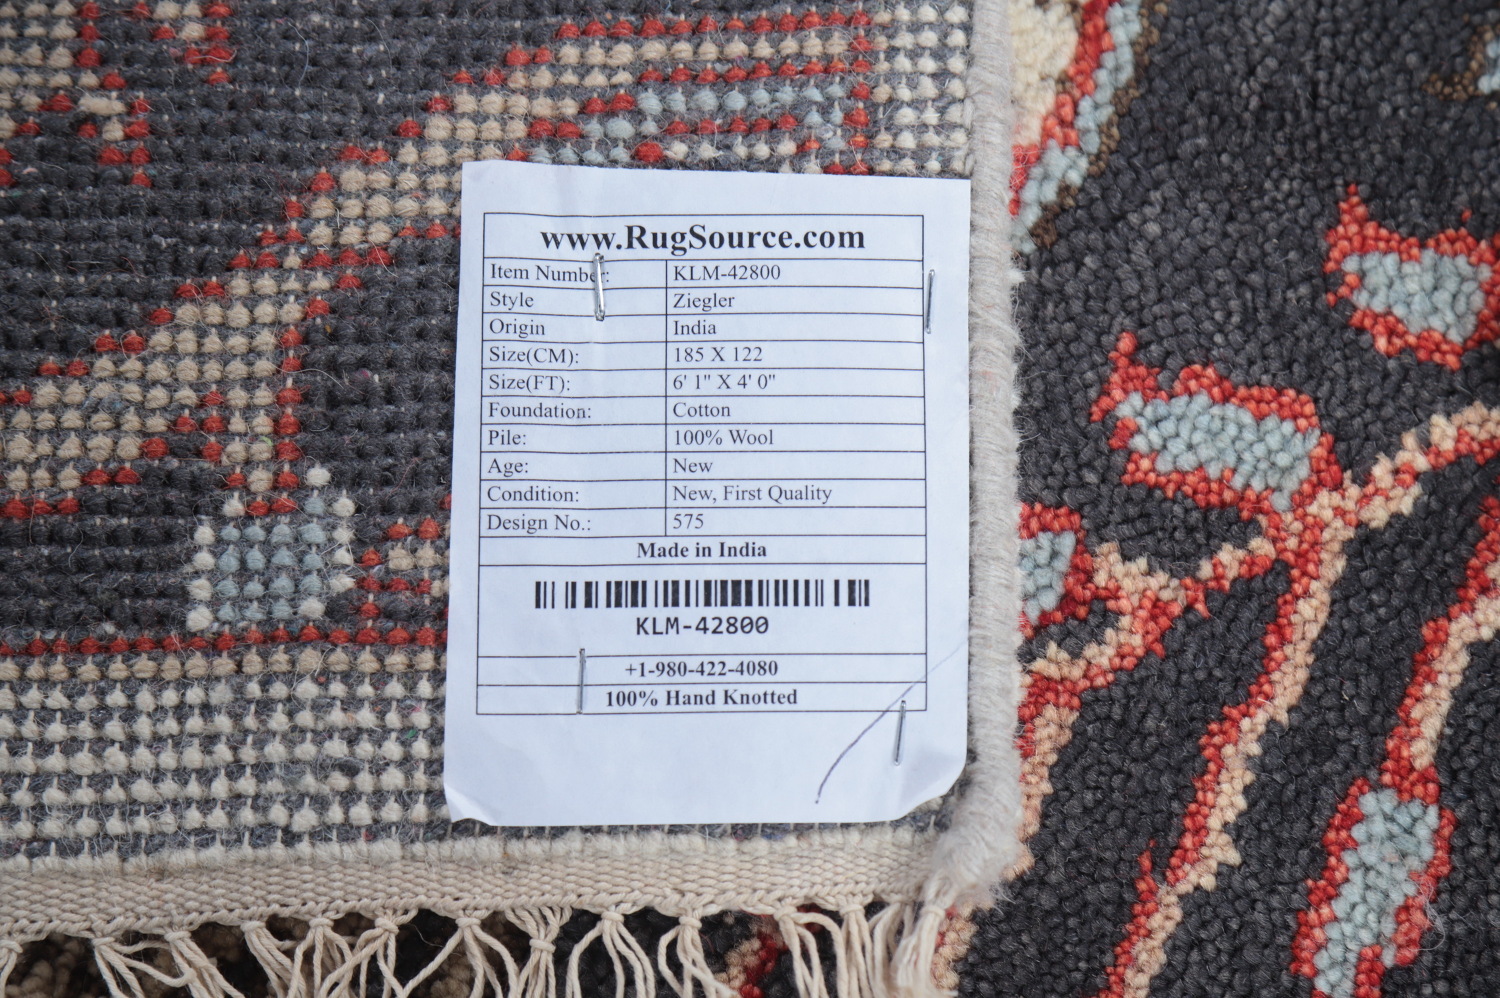 www.RugSource.com
Item Number: KLM-42800
Style Ziegler
Origin India
Size(CM): 185 X 122
Size(FT): 6' 1" X 4' 0"
Foundation: Cotton
Pile: 100% Wool
Age: New
Condition: New, First Quality
Design No.: 575
Made in India
KLM-42800
+1-980-422-4080
100% Hand Knotted